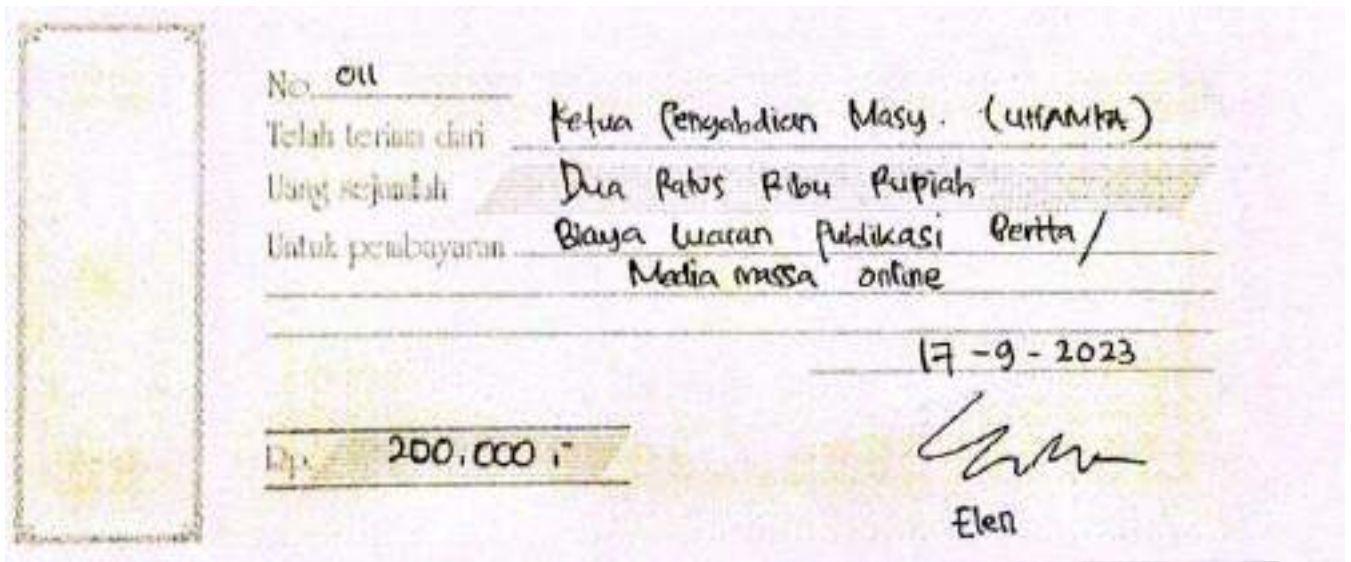 No. 011
Telah terima dari Ketua Pengabdian Masy. (UHAMKA)
Uang sejumlah Dua Ratus Ribu Rupiah
Untuk pembayaran Biaya Luaran Publikasi Berita/
Media massa online
17-9-2023
Rp. 200.000,-
Elen